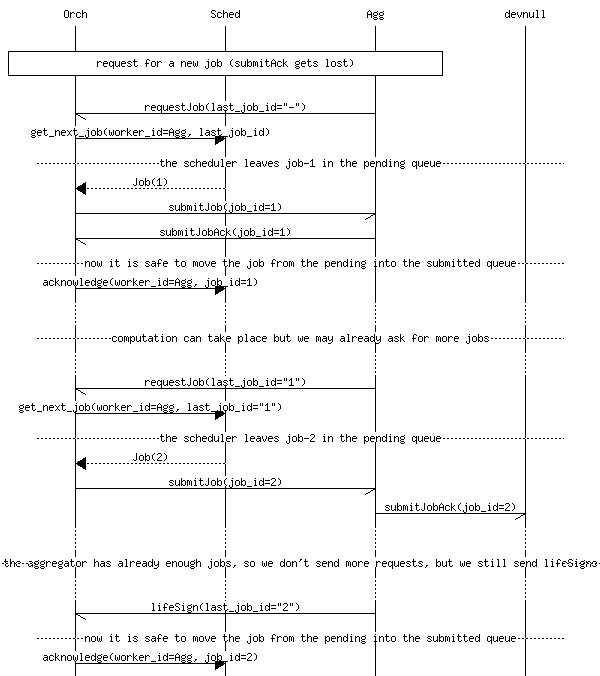 Orch Sched Agg devnull
request for a new job (submitAck gets lost)
requestJob(last_job_id="-")
get_next_job(worker_id=Agg, last_job_id)
the scheduler leaves job-1 in the pending queue
Job(1)
submitJob(job_id=1)
submitJobAck(job_id=1)
now it is safe to move the job from the pending into the submitted queue
acknowledge(worker_id=Agg, job_id=1)
computation can take place but we may already ask for more jobs
requestJob(last_job_id="1")
get_next_job(worker_id=Agg, last_job_id="1")
the scheduler leaves job-2 in the pending queue
Job(2)
submitJob(job_id=2)
submitJobAck(job_id=2)
the aggregator has already enough jobs, so we don't send more requests, but we still send lifeSigns
lifeSign(last_job_id="2")
now it is safe to move the job from the pending into the submitted queue
acknowledge(worker_id=Agg, job_id=2)